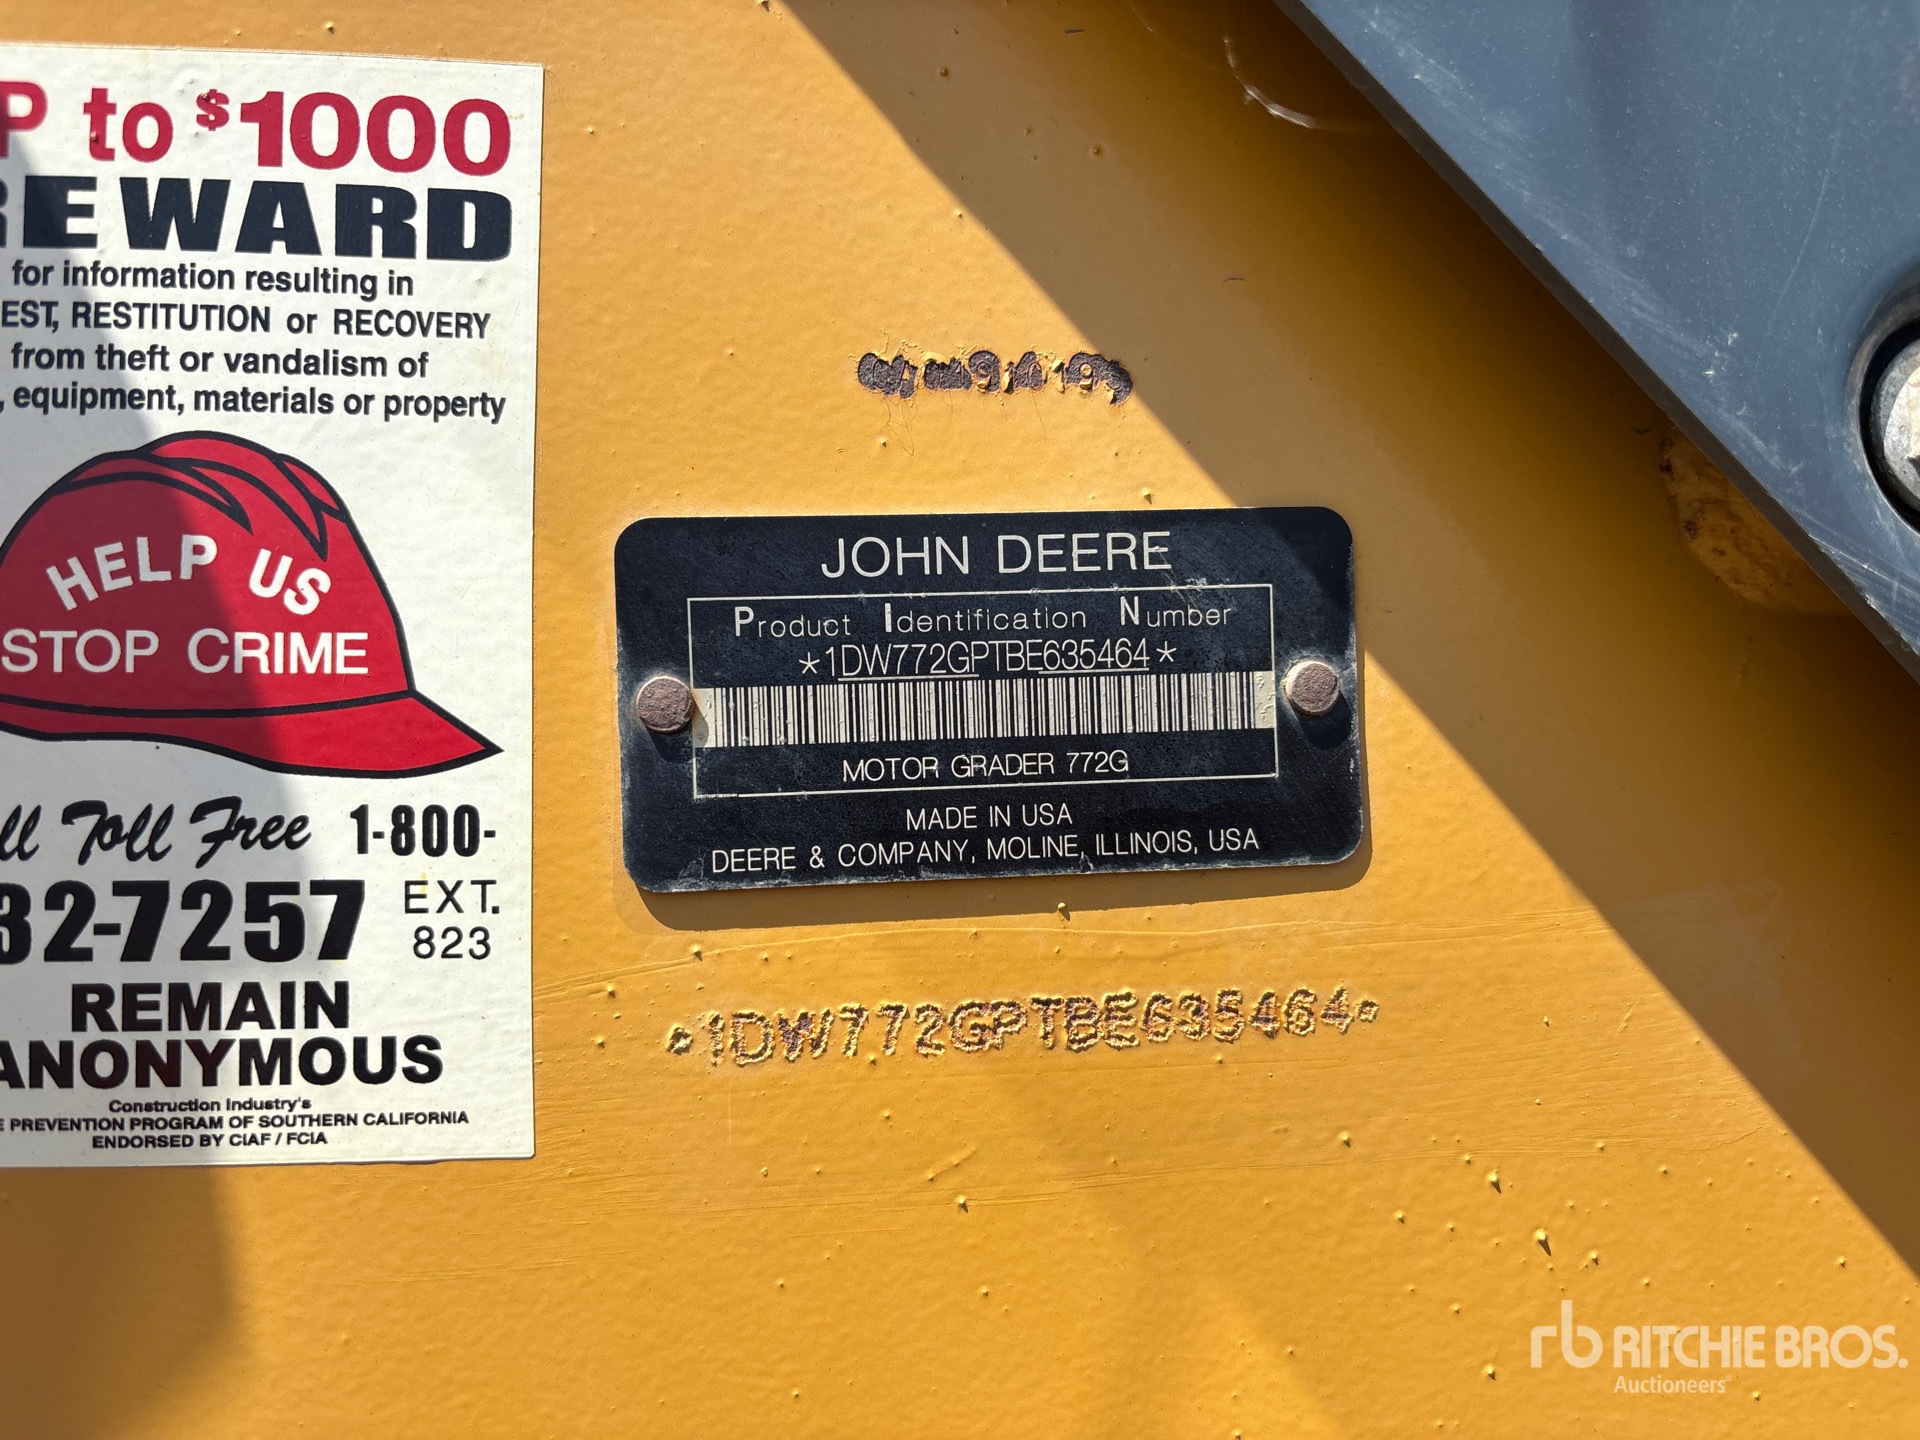 P to $1000
REWARD
for information resulting in
EST, RESTITUTION or RECOVERY
from theft or vandalism of
, equipment, materials or property
HELP US
STOP CRIME
ll Toll Free 1-800-
32-7257 EXT.
823
REMAIN
ANONYMOUS
Construction Industry's
E PREVENTION PROGRAM OF SOUTHERN CALIFORNIA
ENDORSED BY CIAF / FCIA
JOHN DEERE
Product Identification Number
*1DW772GPTBE635464*
MOTOR GRADER 772G
MADE IN USA
DEERE & COMPANY, MOLINE, ILLINOIS, USA
*1DW772GPTBE635464*
rb RITCHIE BROS.
Auctioneers